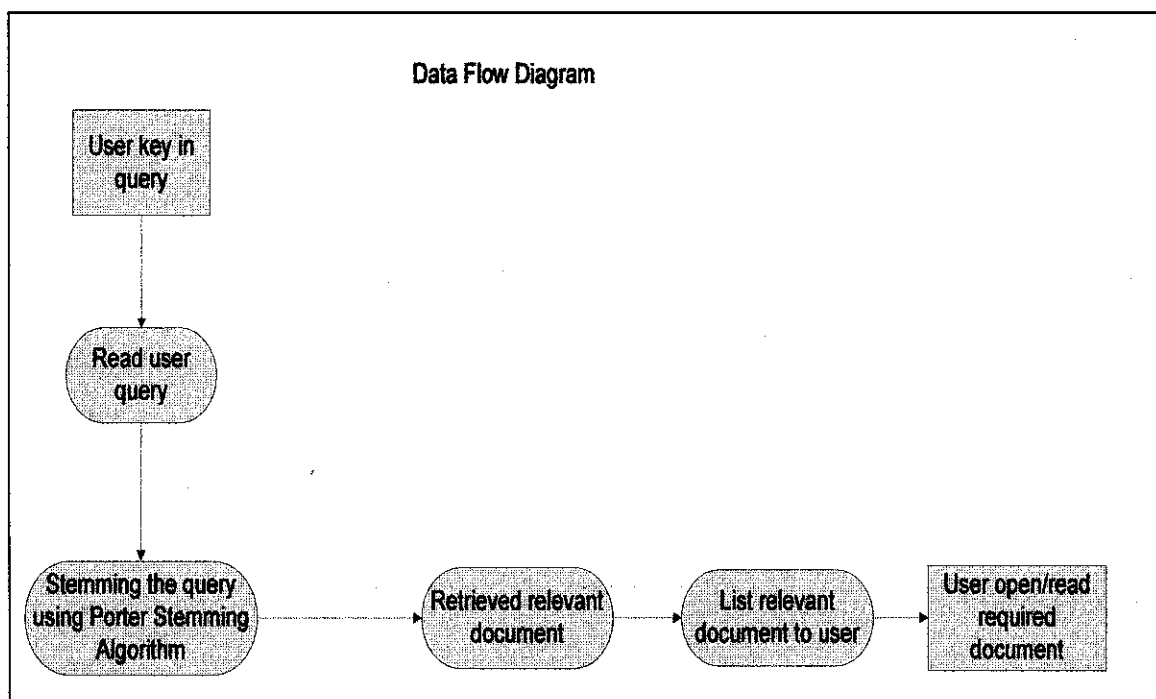 Data Flow Diagram
User key in
query
Read user
query
Stemming the query
using Porter Stemming
Algorithm
Retrieved relevant
document
List relevant
document to user
User open/read
required
document